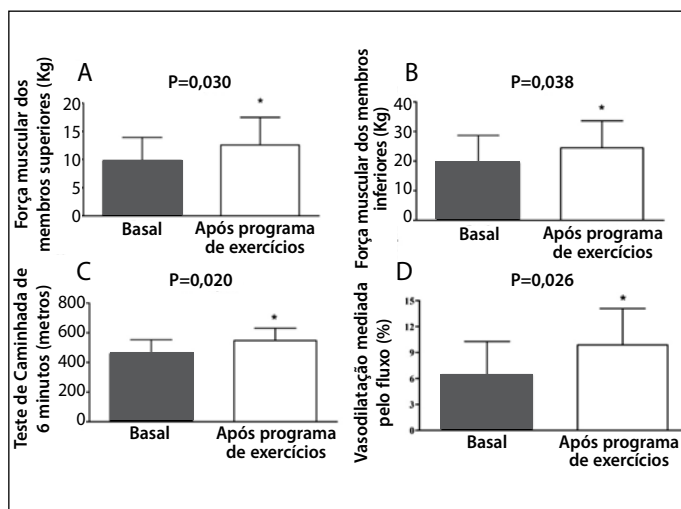 A
P=0,030
Força muscular dos
membros superiores (Kg)
20
15
10
5
0
*
Basal
Após programa
de exercícios
B
P=0,038
Força muscular dos membros
inferiores (Kg)
40
30
20
10
0
*
Basal
Após programa
de exercícios
C
P=0,020
Teste de Caminhada de
6 minutos (metros)
800
600
400
200
0
*
Basal
Após programa
de exercícios
D
P=0,026
Vasodilatação mediada
pelo fluxo (%)
15
12
9
6
3
0
*
Basal
Após programa
de exercícios